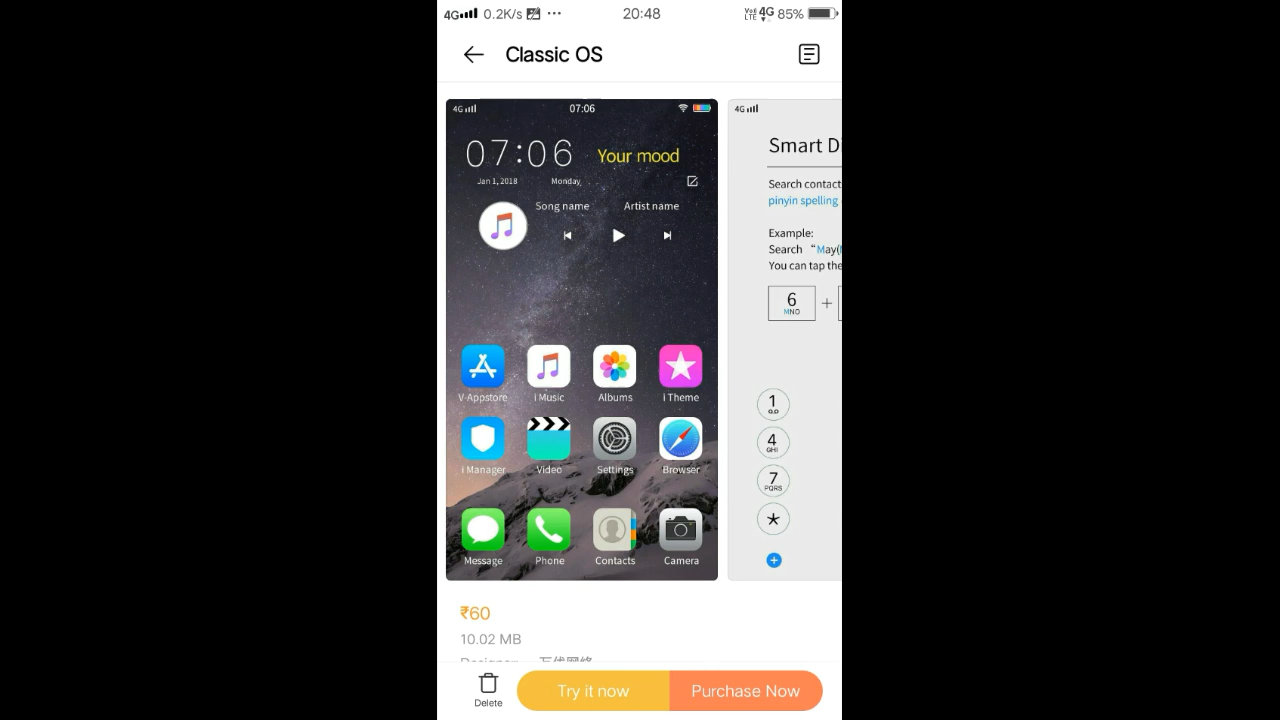 4G 0.2K/s ··· 20:48 VoLTE 4G 85%
Classic OS
4G 07:06
07:06 Your mood
Jan 1, 2018 Monday
Song name Artist name
V-Appstore i Music Albums i Theme
i Manager Video Settings Browser
Message Phone Contacts Camera
4G
Smart Di
Search contact
pinyin spelling
Example:
Search “May(
You can tap the
6 +
MNO
1
4
GHI
7
PQRS
*
₹60
10.02 MB
Delete
Try it now
Purchase Now